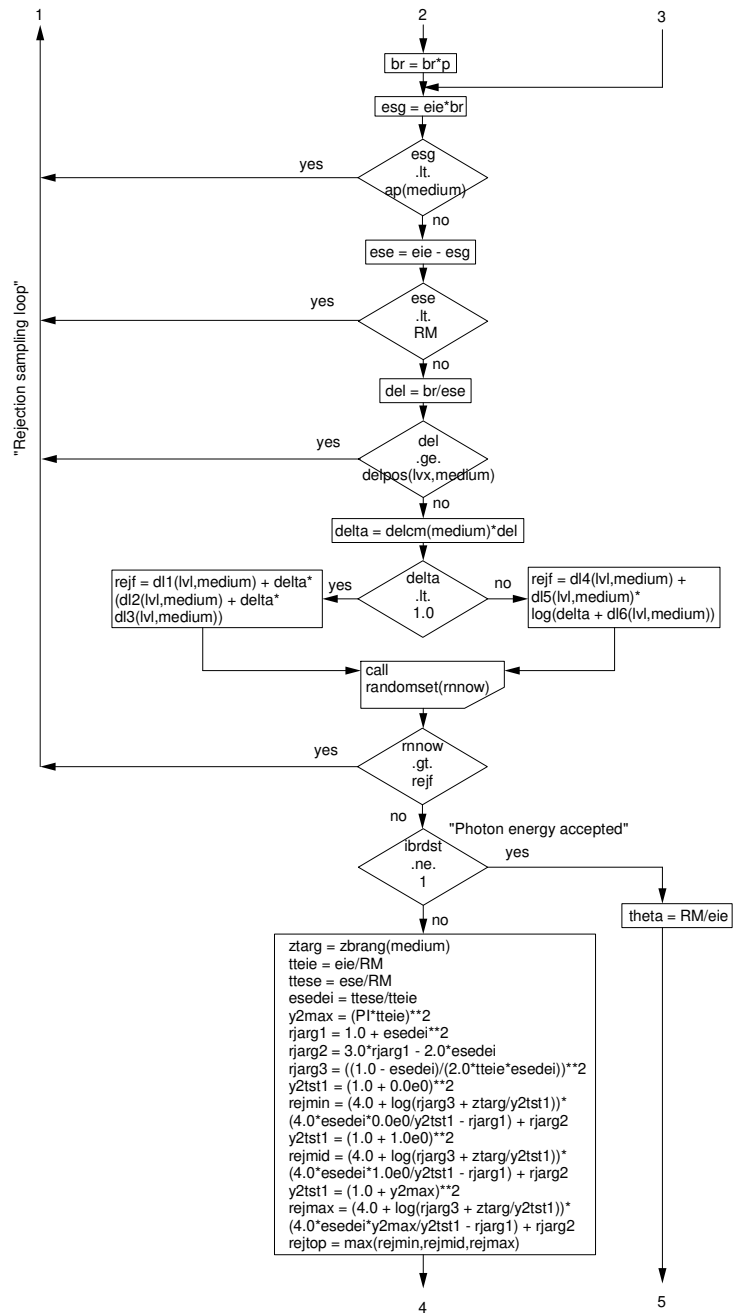 1
2
3
br = br*p
esg = eie*br
esg
.lt.
ap(medium)
yes
no
ese = eie - esg
ese
.lt.
RM
yes
no
"Rejection sampling loop"
del = br/ese
del
.ge.
delpos(lvx,medium)
yes
no
delta = delcm(medium)*del
delta
.lt.
1.0
yes
no
rejf = dl1(lvl,medium) + delta*
(dl2(lvl,medium) + delta*
dl3(lvl,medium))
rejf = dl4(lvl,medium) +
dl5(lvl,medium)*
log(delta + dl6(lvl,medium))
call
randomset(rnnow)
rnnow
.gt.
rejf
yes
no
"Photon energy accepted"
ibrdst
.ne.
1
yes
no
theta = RM/eie
ztarg = zbrang(medium)
tteie = eie/RM
ttese = ese/RM
esedei = ttese/tteie
y2max = (PI*tteie)**2
rjarg1 = 1.0 + esedei**2
rjarg2 = 3.0*rjarg1 - 2.0*esedei
rjarg3 = ((1.0 - esedei)/(2.0*tteie*esedei))**2
y2tst1 = (1.0 + 0.0e0)**2
rejmin = (4.0 + log(rjarg3 + ztarg/y2tst1))*
(4.0*esedei*0.0e0/y2tst1 - rjarg1) + rjarg2
y2tst1 = (1.0 + 1.0e0)**2
rejmid = (4.0 + log(rjarg3 + ztarg/y2tst1))*
(4.0*esedei*1.0e0/y2tst1 - rjarg1) + rjarg2
y2tst1 = (1.0 + y2max)**2
rejmax = (4.0 + log(rjarg3 + ztarg/y2tst1))*
(4.0*esedei*y2max/y2tst1 - rjarg1) + rjarg2
rejtop = max(rejmin,rejmid,rejmax)
4
5